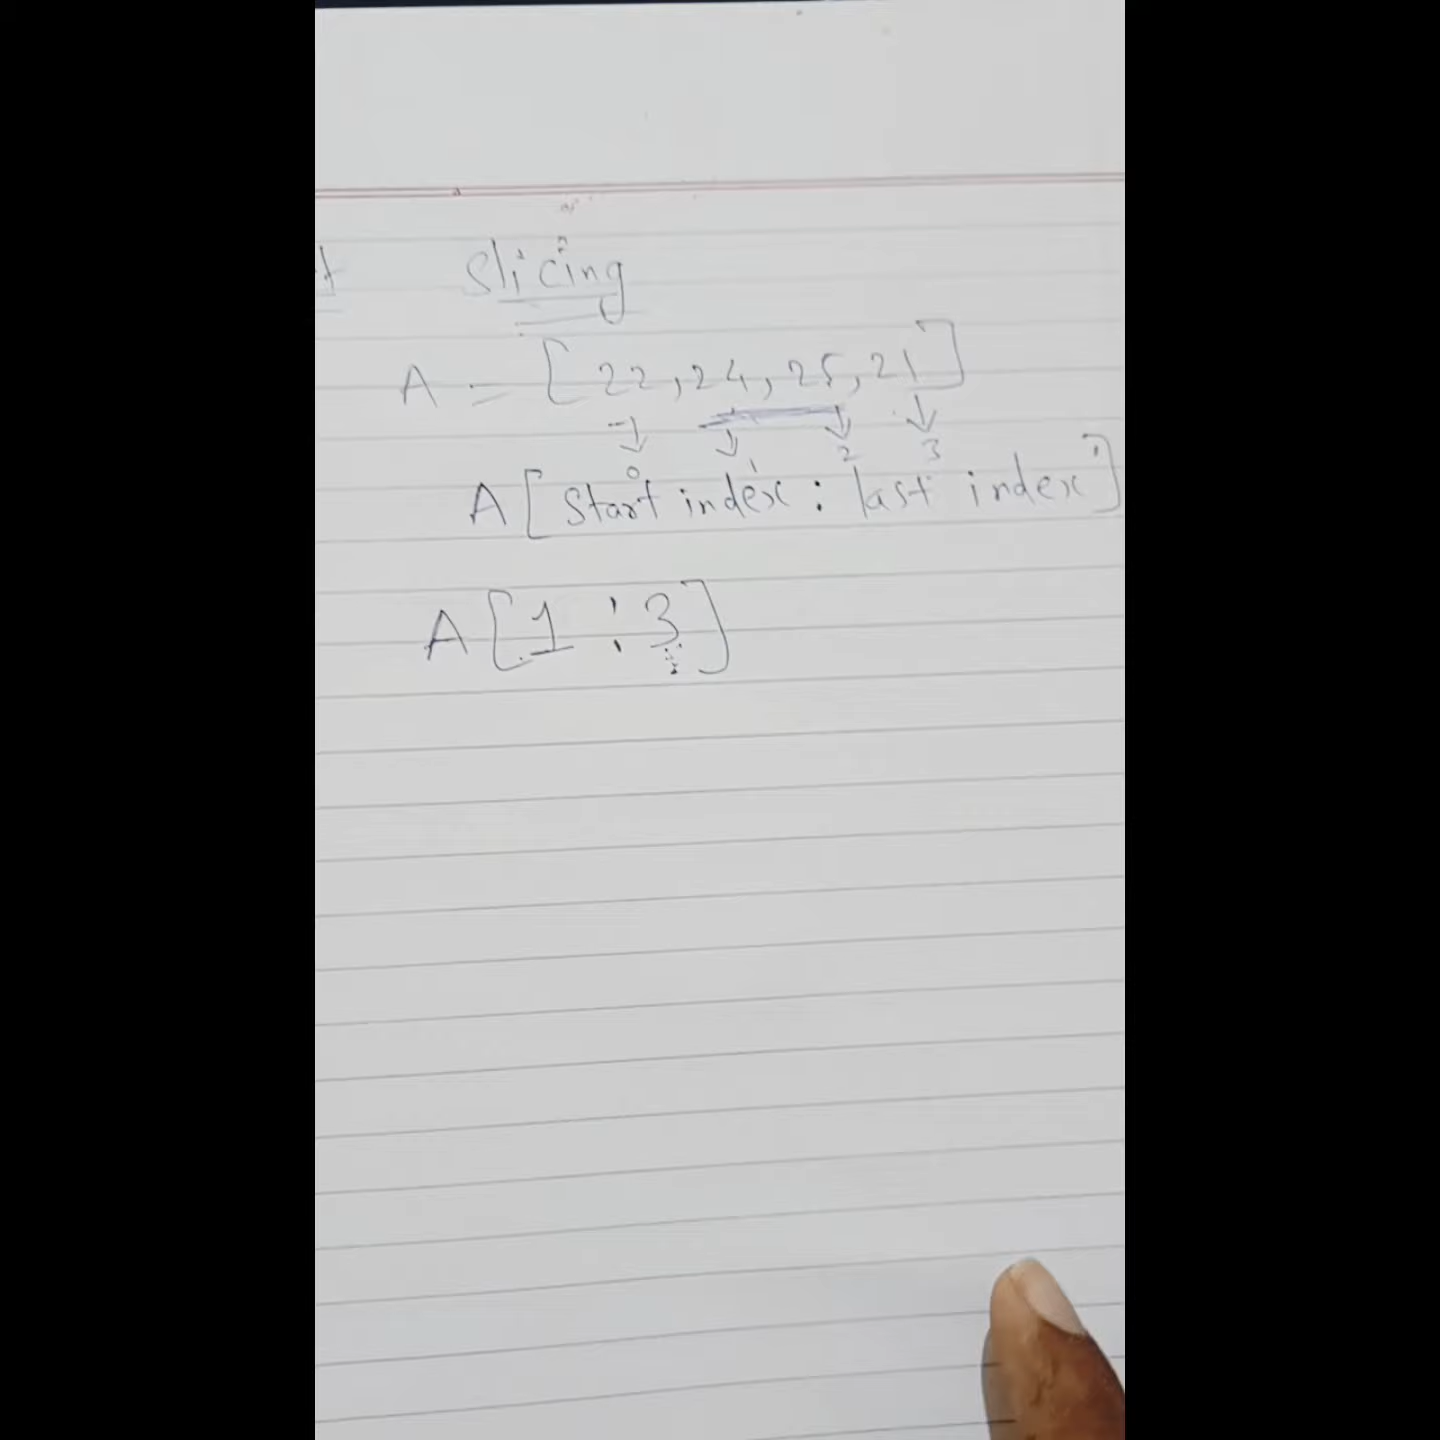 Slicing
A = [22, 24, 25, 21]
0 1 2 3
A [start index : last index]
A [1 : 3]